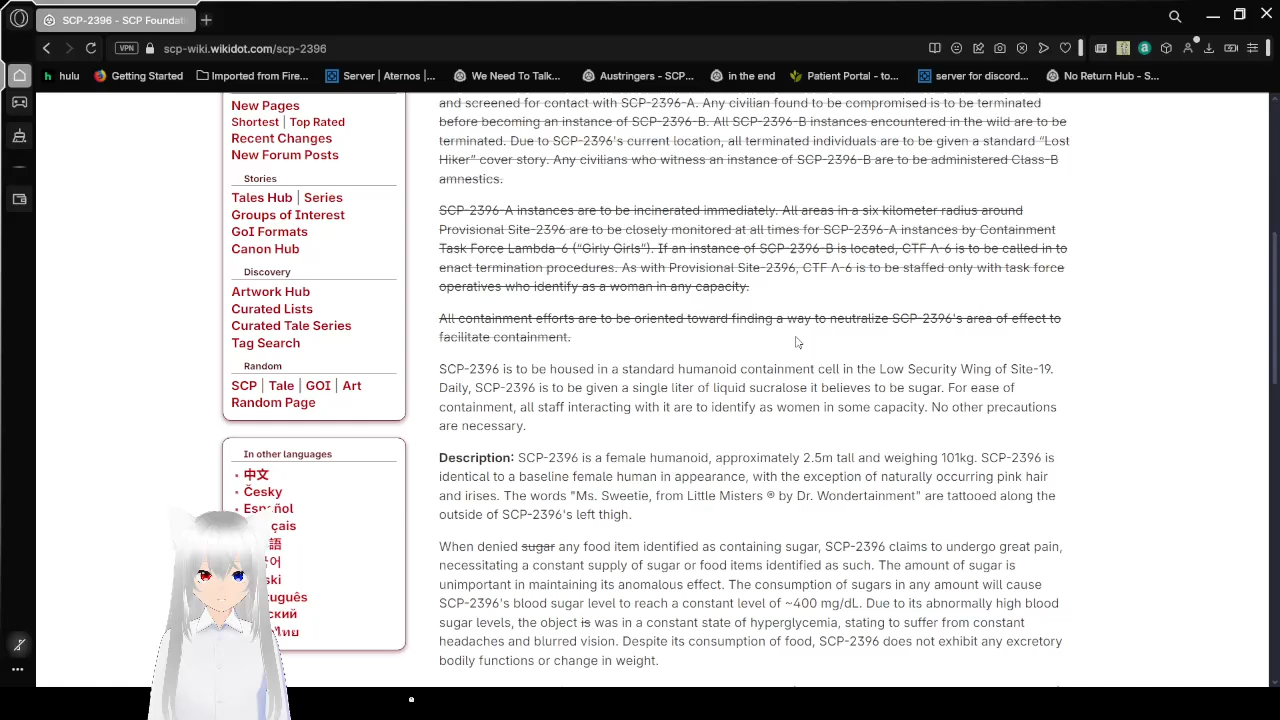 SCP-2396 - SCP Foundati
VPN
scp-wiki.wikidot.com/scp-2396
h hulu
Getting Started
Imported from Fire...
Server | Aternos |...
We Need To Talk...
Austringers - SCP...
in the end
Patient Portal - to...
server for discord...
No Return Hub - S...
New Pages
Shortest | Top Rated
Recent Changes
New Forum Posts
Stories
Tales Hub | Series
Groups of Interest
GoI Formats
Canon Hub
Discovery
Artwork Hub
Curated Lists
Curated Tale Series
Tag Search
Random
SCP | Tale | GOI | Art
Random Page
In other languages
中文
Česky
Español
çais
語
어
ski
tuguês
сский
ไทย
and screened for contact with SCP-2396-A. Any civilian found to be compromised is to be terminated
before becoming an instance of SCP-2396-B. All SCP-2396-B instances encountered in the wild are to be
terminated. Due to SCP-2396's current location, all terminated individuals are to be given a standard “Lost
Hiker” cover story. Any civilians who witness an instance of SCP-2396-B are to be administered Class-B
amnestics.
SCP-2396-A instances are to be incinerated immediately. All areas in a six kilometer radius around
Provisional Site-2396 are to be closely monitored at all times for SCP-2396-A instances by Containment
Task Force Lambda-6 (“Girly Girls”). If an instance of SCP-2396-B is located, CTF Λ-6 is to be called in to
enact termination procedures. As with Provisional Site-2396, CTF Λ-6 is to be staffed only with task force
operatives who identify as a woman in any capacity.
All containment efforts are to be oriented toward finding a way to neutralize SCP-2396's area of effect to
facilitate containment.
SCP-2396 is to be housed in a standard humanoid containment cell in the Low Security Wing of Site-19.
Daily, SCP-2396 is to be given a single liter of liquid sucralose it believes to be sugar. For ease of
containment, all staff interacting with it are to identify as women in some capacity. No other precautions
are necessary.
Description: SCP-2396 is a female humanoid, approximately 2.5m tall and weighing 101kg. SCP-2396 is
identical to a baseline female human in appearance, with the exception of naturally occurring pink hair
and irises. The words "Ms. Sweetie, from Little Misters ® by Dr. Wondertainment" are tattooed along the
outside of SCP-2396's left thigh.
When denied sugar any food item identified as containing sugar, SCP-2396 claims to undergo great pain,
necessitating a constant supply of sugar or food items identified as such. The amount of sugar is
unimportant in maintaining its anomalous effect. The consumption of sugars in any amount will cause
SCP-2396's blood sugar level to reach a constant level of ~400 mg/dL. Due to its abnormally high blood
sugar levels, the object is was in a constant state of hyperglycemia, stating to suffer from constant
headaches and blurred vision. Despite its consumption of food, SCP-2396 does not exhibit any excretory
bodily functions or change in weight.